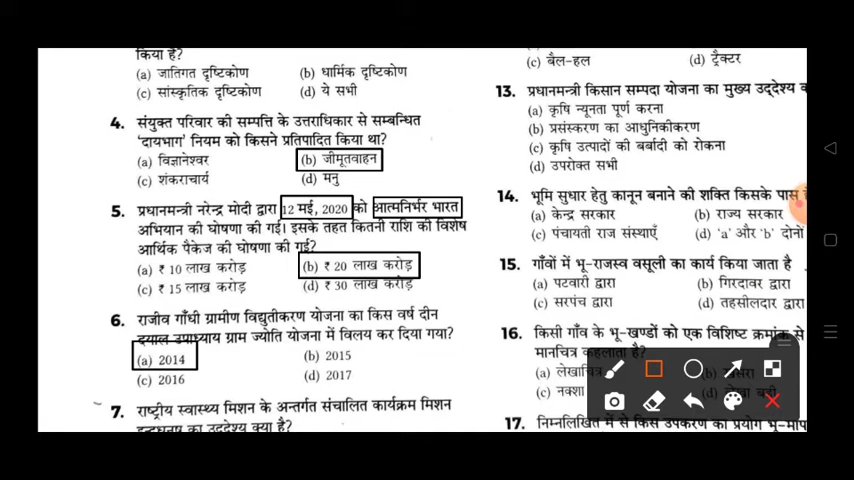 किया है?
(a) जातिगत दृष्टिकोण (b) धार्मिक दृष्टिकोण
(c) सांस्कृतिक दृष्टिकोण (d) ये सभी
4. संयुक्त परिवार की सम्पत्ति के उत्तराधिकार से सम्बन्धित
'दायभाग' नियम को किसने प्रतिपादित किया था?
(a) विज्ञानेश्वर (b) जीमूतवाहन
(c) शंकराचार्य (d) मनु
5. प्रधानमन्त्री नरेन्द्र मोदी द्वारा 12 मई, 2020 को आत्मनिर्भर भारत
अभियान की घोषणा की गई। इसके तहत कितनी राशि की विशेष
आर्थिक पैकेज की घोषणा की गई?
(a) ₹ 10 लाख करोड़ (b) ₹ 20 लाख करोड़
(c) ₹ 15 लाख करोड़ (d) ₹ 30 लाख करोड़
6. राजीव गाँधी ग्रामीण विद्युतीकरण योजना का किस वर्ष दीन
दयाल उपाध्याय ग्राम ज्योति योजना में विलय कर दिया गया?
(a) 2014 (b) 2015
(c) 2016 (d) 2017
7. राष्ट्रीय स्वास्थ्य मिशन के अन्तर्गत संचालित कार्यक्रम मिशन
इन्द्रधनुष का उद्देश्य क्या है?
(c) बैल-हल (d) ट्रैक्टर
13. प्रधानमन्त्री किसान सम्पदा योजना का मुख्य उद्देश्य
(a) कृषि न्यूनता पूर्ण करना
(b) प्रसंस्करण का आधुनिकीकरण
(c) कृषि उत्पादों की बर्बादी को रोकना
(d) उपरोक्त सभी
14. भूमि सुधार हेतु कानून बनाने की शक्ति किसके पास
(a) केन्द्र सरकार (b) राज्य सरकार
(c) पंचायती राज संस्थाएँ (d) 'a' और 'b' दोनों
15. गाँवों में भू-राजस्व वसूली का कार्य किया जाता है
(a) पटवारी द्वारा (b) गिरदावर द्वारा
(c) सरपंच द्वारा (d) तहसीलदार द्वारा
16. किसी गाँव के भू-खण्डों को एक विशिष्ट क्रमांक से
मानचित्र कहलाता है?
(a) लेखाचित्र (b) खसरा
(c) नक्शा (d) लेखा बही
17. निम्नलिखित में से किस उपकरण का प्रयोग